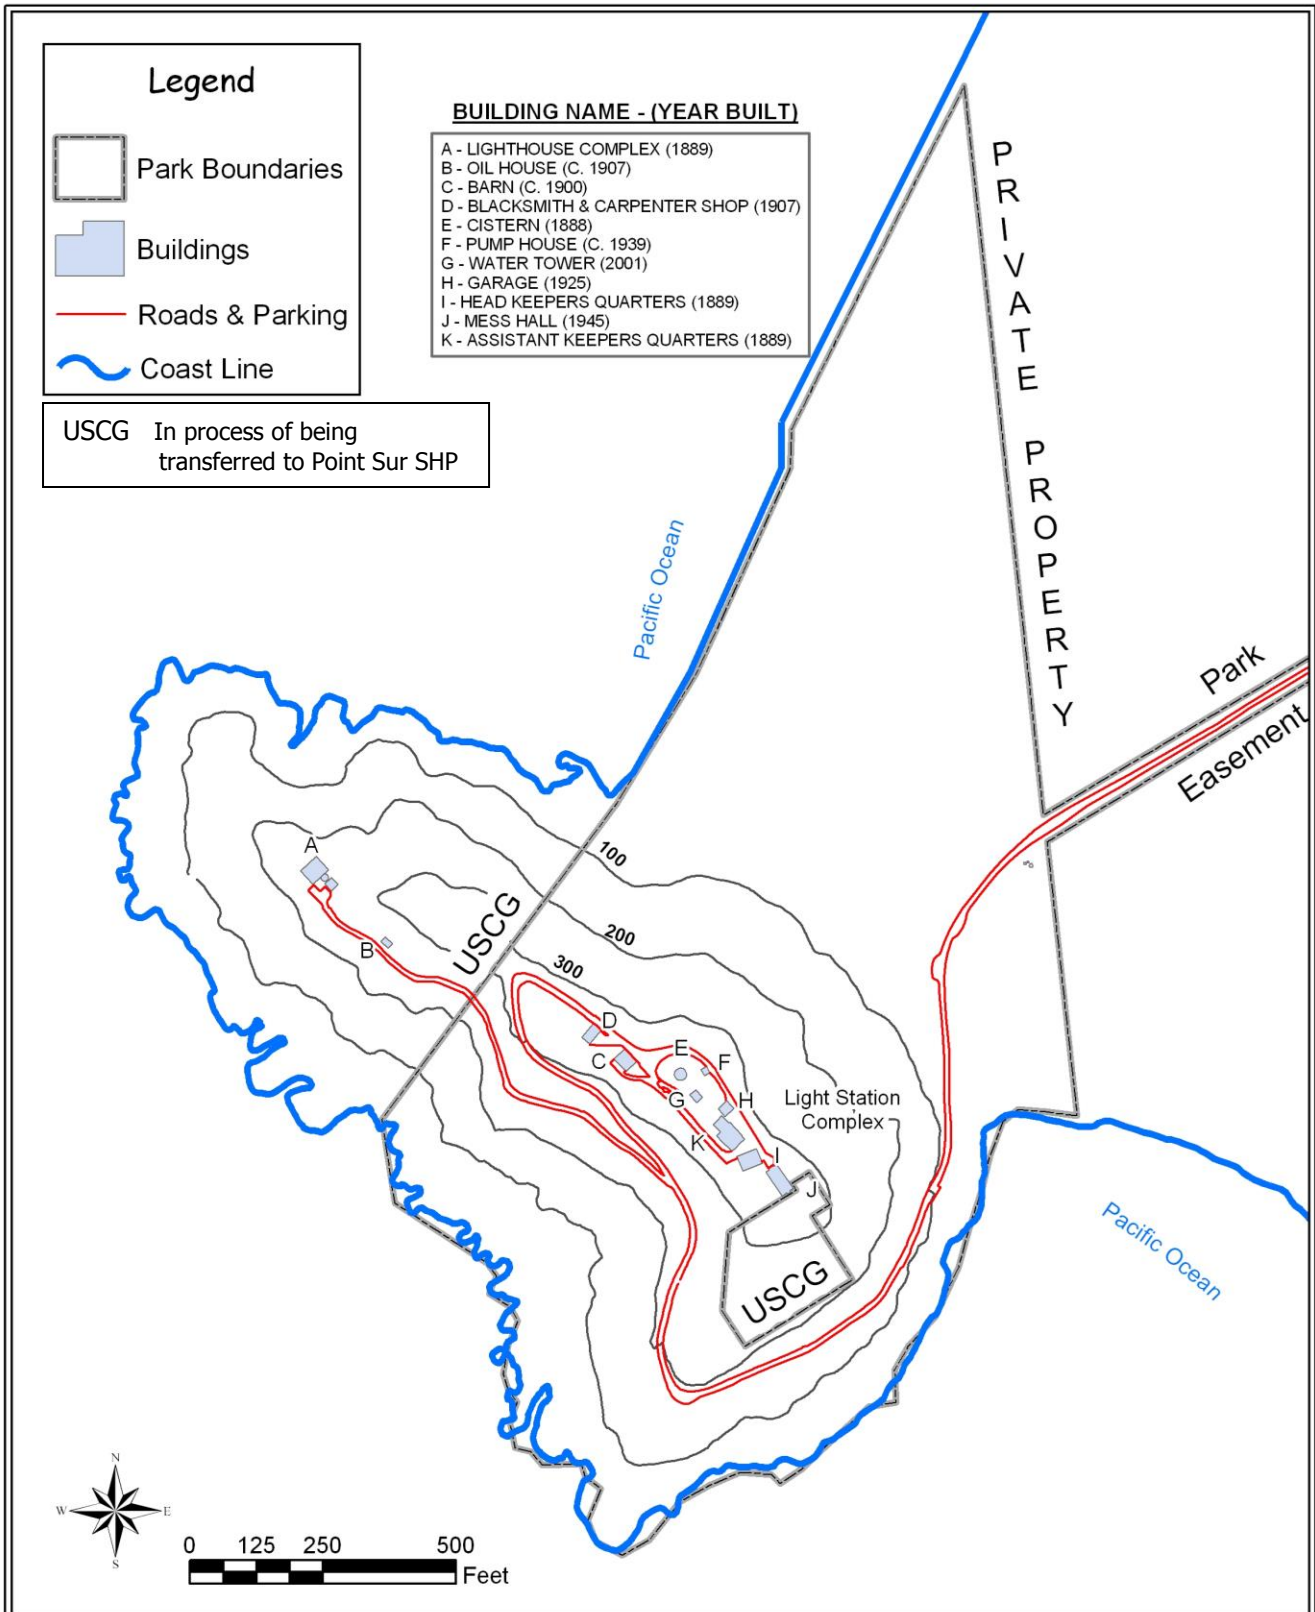 Legend
Park Boundaries
Buildings
Roads & Parking
Coast Line
USCG In process of being
transferred to Point Sur SHP
BUILDING NAME - (YEAR BUILT)
A - LIGHTHOUSE COMPLEX (1889)
B - OIL HOUSE (C. 1907)
C - BARN (C. 1900)
D - BLACKSMITH & CARPENTER SHOP (1907)
E - CISTERN (1888)
F - PUMP HOUSE (C. 1939)
G - WATER TOWER (2001)
H - GARAGE (1925)
I - HEAD KEEPERS QUARTERS (1889)
J - MESS HALL (1945)
K - ASSISTANT KEEPERS QUARTERS (1889)
PRIVATE PROPERTY
Pacific Ocean
Park
Easement
A
B
USCG
100
200
300
D
C
E
F
G
H
K
I
J
Light Station
Complex
USCG
Pacific Ocean
N
W
E
S
0 125 250 500
Feet